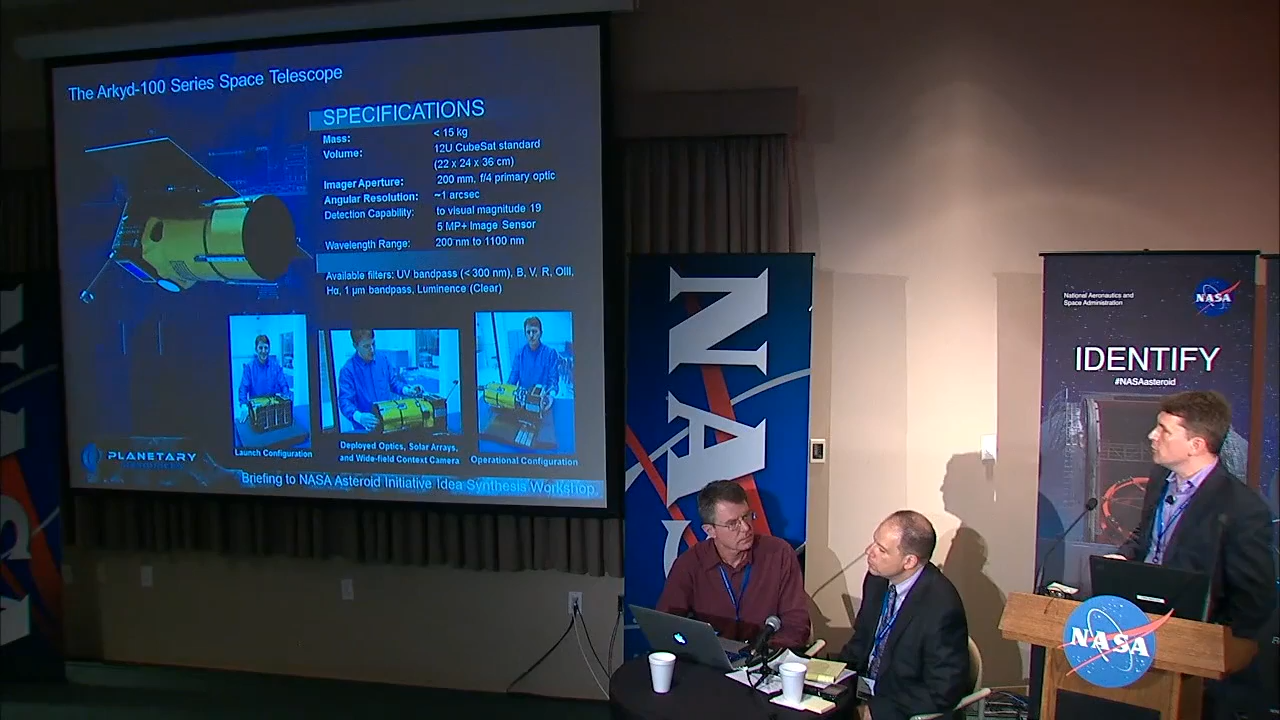 The Arkyd-100 Series Space Telescope
SPECIFICATIONS
Mass: < 15 kg
Volume: 12U CubeSat standard
(22 x 24 x 36 cm)
Imager Aperture: 200 mm, f/4 primary optic
Angular Resolution: ~1 arcsec
Detection Capability: to visual magnitude 19
5 MP+ Image Sensor
Wavelength Range: 200 nm to 1100 nm
Available filters: UV bandpass (< 300 nm), B, V, R, OIII,
Hα, 1 µm bandpass, Luminence (Clear)
Launch Configuration
Deployed Optics, Solar Arrays,
and Wide-field Context Camera
Operational Configuration
PLANETARY
Briefing to NASA Asteroid Initiative Idea Synthesis Workshop
NAS
National Aeronautics and
Space Administration
NASA
IDENTIFY
#NASAasteroid
NASA